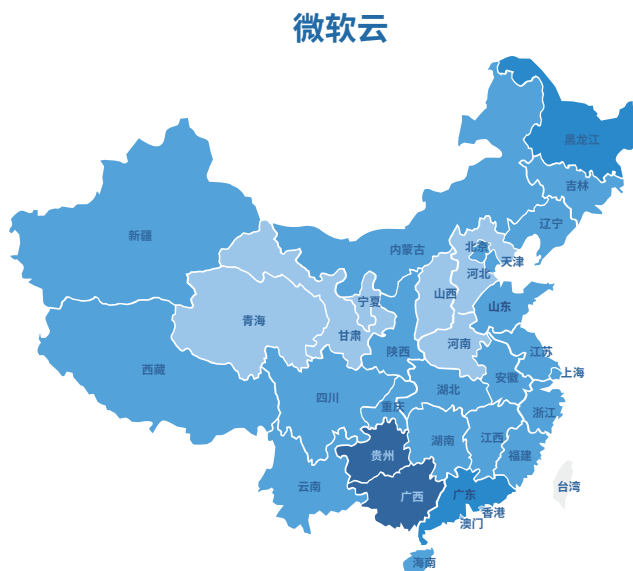 微软云
黑龙江
吉林
辽宁
新疆
内蒙古
北京
天津
河北
山西
宁夏
山东
青海
甘肃
河南
陕西
江苏
西藏
上海
安徽
湖北
四川
重庆
浙江
江西
湖南
福建
贵州
云南
台湾
广西
广东
香港
澳门
海南